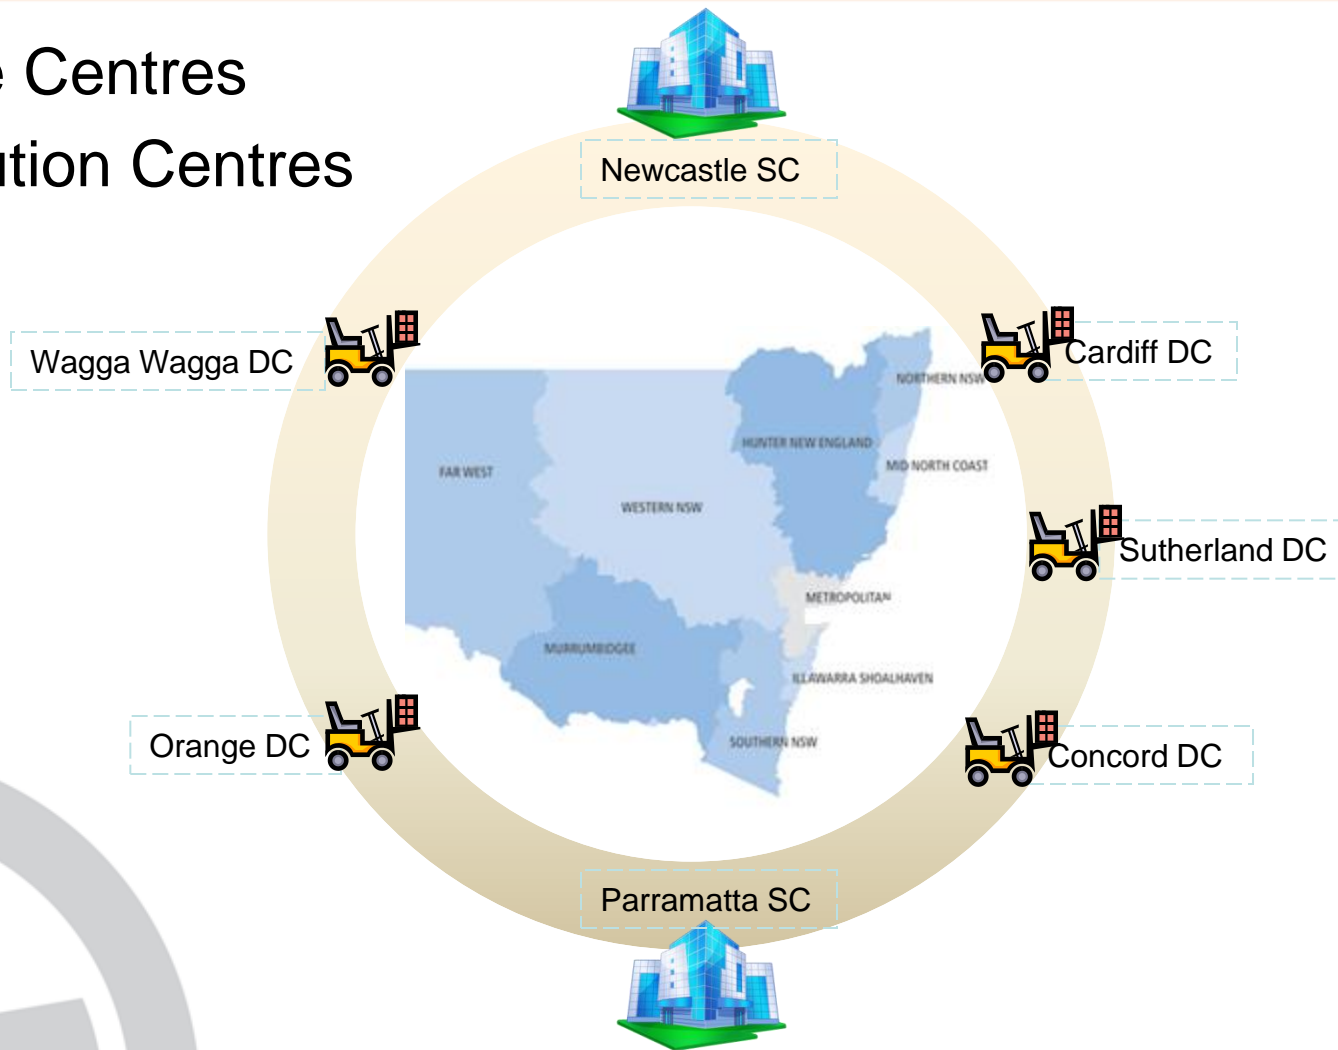 e Centres
ution Centres
Newcastle SC
Wagga Wagga DC
Cardiff DC
NORTHERN NSW
HUNTER NEW ENGLAND
MID NORTH COAST
FAR WEST
WESTERN NSW
Sutherland DC
METROPOLITAN
MURRUMBIDGEE
ILLAWARRA SHOALHAVEN
SOUTHERN NSW
Orange DC
Concord DC
Parramatta SC